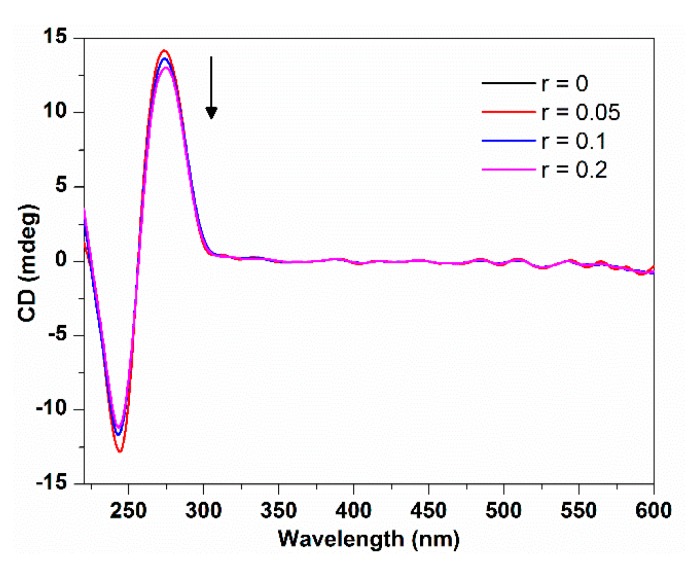 15
10
5
0
-5
-10
-15
CD (mdeg)
r = 0
r = 0.05
r = 0.1
r = 0.2
250 300 350 400 450 500 550 600
Wavelength (nm)